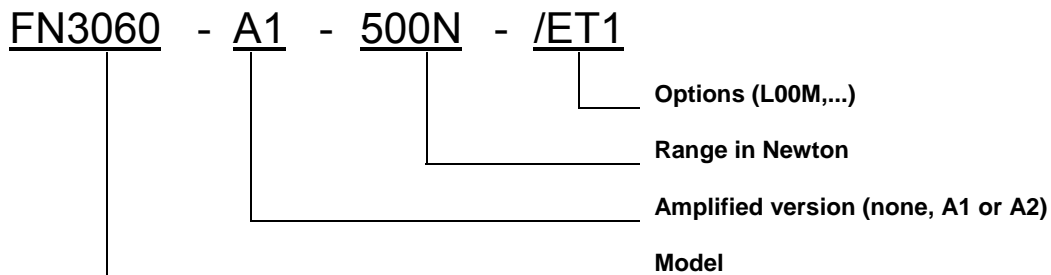 FN3060 - A1 - 500N - /ET1
Options (L00M,...)
Range in Newton
Amplified version (none, A1 or A2)
Model